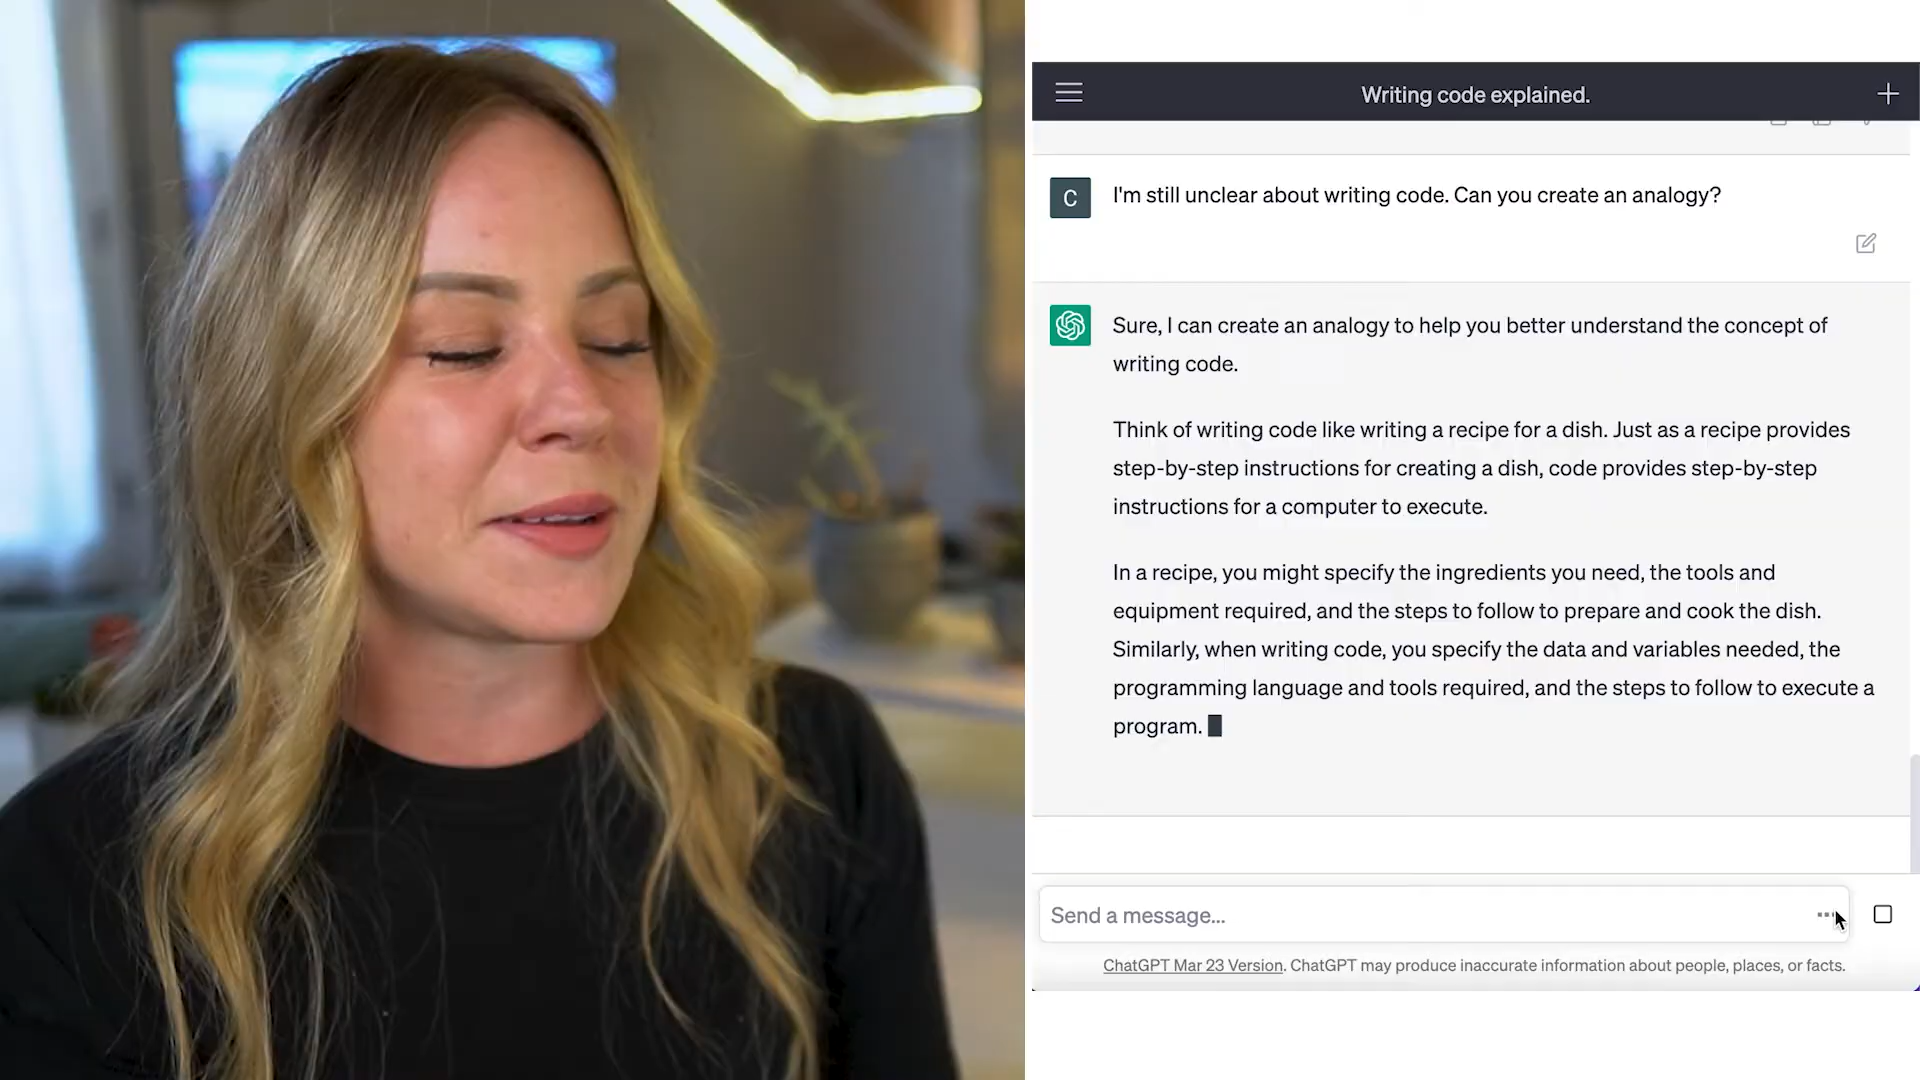 Writing code explained.
C
I'm still unclear about writing code. Can you create an analogy?
Sure, I can create an analogy to help you better understand the concept of
writing code.
Think of writing code like writing a recipe for a dish. Just as a recipe provides
step-by-step instructions for creating a dish, code provides step-by-step
instructions for a computer to execute.
In a recipe, you might specify the ingredients you need, the tools and
equipment required, and the steps to follow to prepare and cook the dish.
Similarly, when writing code, you specify the data and variables needed, the
programming language and tools required, and the steps to follow to execute a
program.
Send a message...
ChatGPT Mar 23 Version. ChatGPT may produce inaccurate information about people, places, or facts.